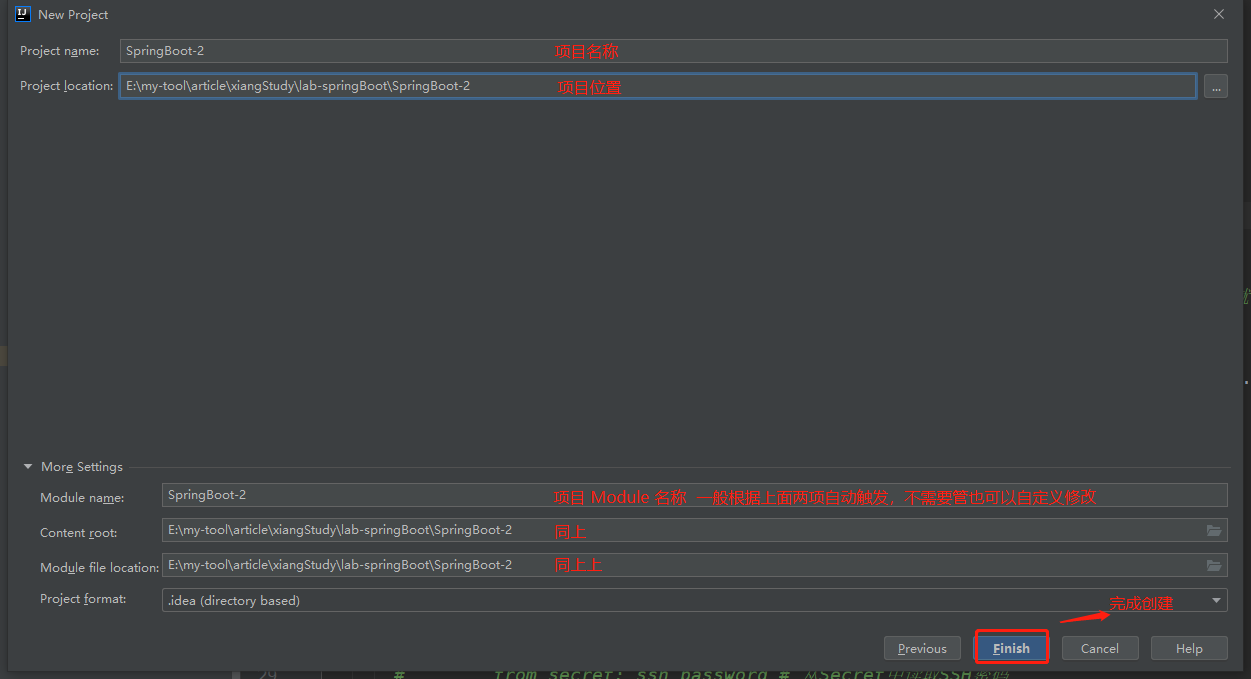 New Project
Project name: SpringBoot-2 项目名称
Project location: E:\my-tool\article\xiangStudy\lab-springBoot\SpringBoot-2 项目位置 ...
More Settings
Module name: SpringBoot-2 项目 Module 名称 一般根据上面两项自动触发，不需要管也可以自定义修改
Content root: E:\my-tool\article\xiangStudy\lab-springBoot\SpringBoot-2 同上
Module file location: E:\my-tool\article\xiangStudy\lab-springBoot\SpringBoot-2 同上上
Project format: .idea (directory based) 完成创建
Previous Finish Cancel Help
29 # from_secret: ssh_password # 从Secret中读取SSH密码